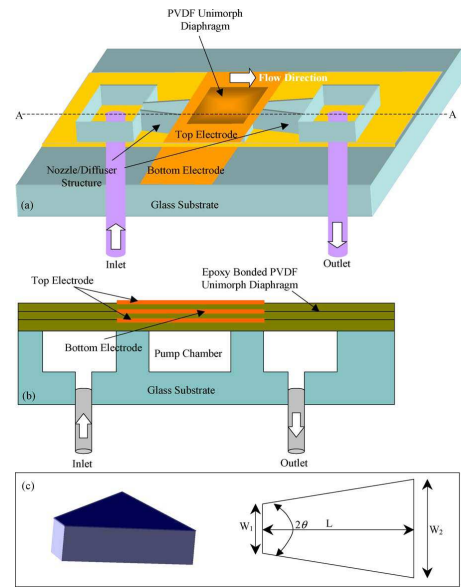 PVDF Unimorph
Diaphragm
Flow Direction
A
A
Top Electrode
Nozzle/Diffuser
Structure
Bottom Electrode
Glass Substrate
(a)
Inlet
Outlet
Top Electrode
Epoxy Bonded PVDF
Unimorph Diaphragm
Bottom Electrode
Pump Chamber
Glass Substrate
(b)
Inlet
Outlet
(c)
W1
2θ
L
W2